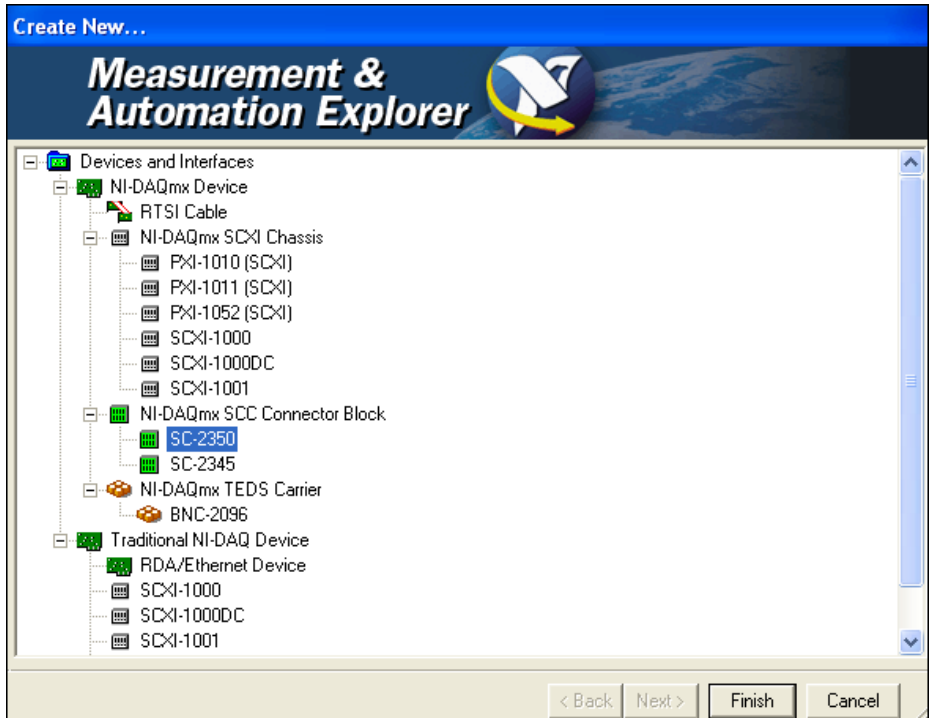 Create New...
Measurement &
Automation Explorer
Devices and Interfaces
NI-DAQmx Device
RTSI Cable
NI-DAQmx SCXI Chassis
PXI-1010 (SCXI)
PXI-1011 (SCXI)
PXI-1052 (SCXI)
SCXI-1000
SCXI-1000DC
SCXI-1001
NI-DAQmx SCC Connector Block
SC-2350
SC-2345
NI-DAQmx TEDS Carrier
BNC-2096
Traditional NI-DAQ Device
RDA/Ethernet Device
SCXI-1000
SCXI-1000DC
SCXI-1001
< Back Next > Finish Cancel